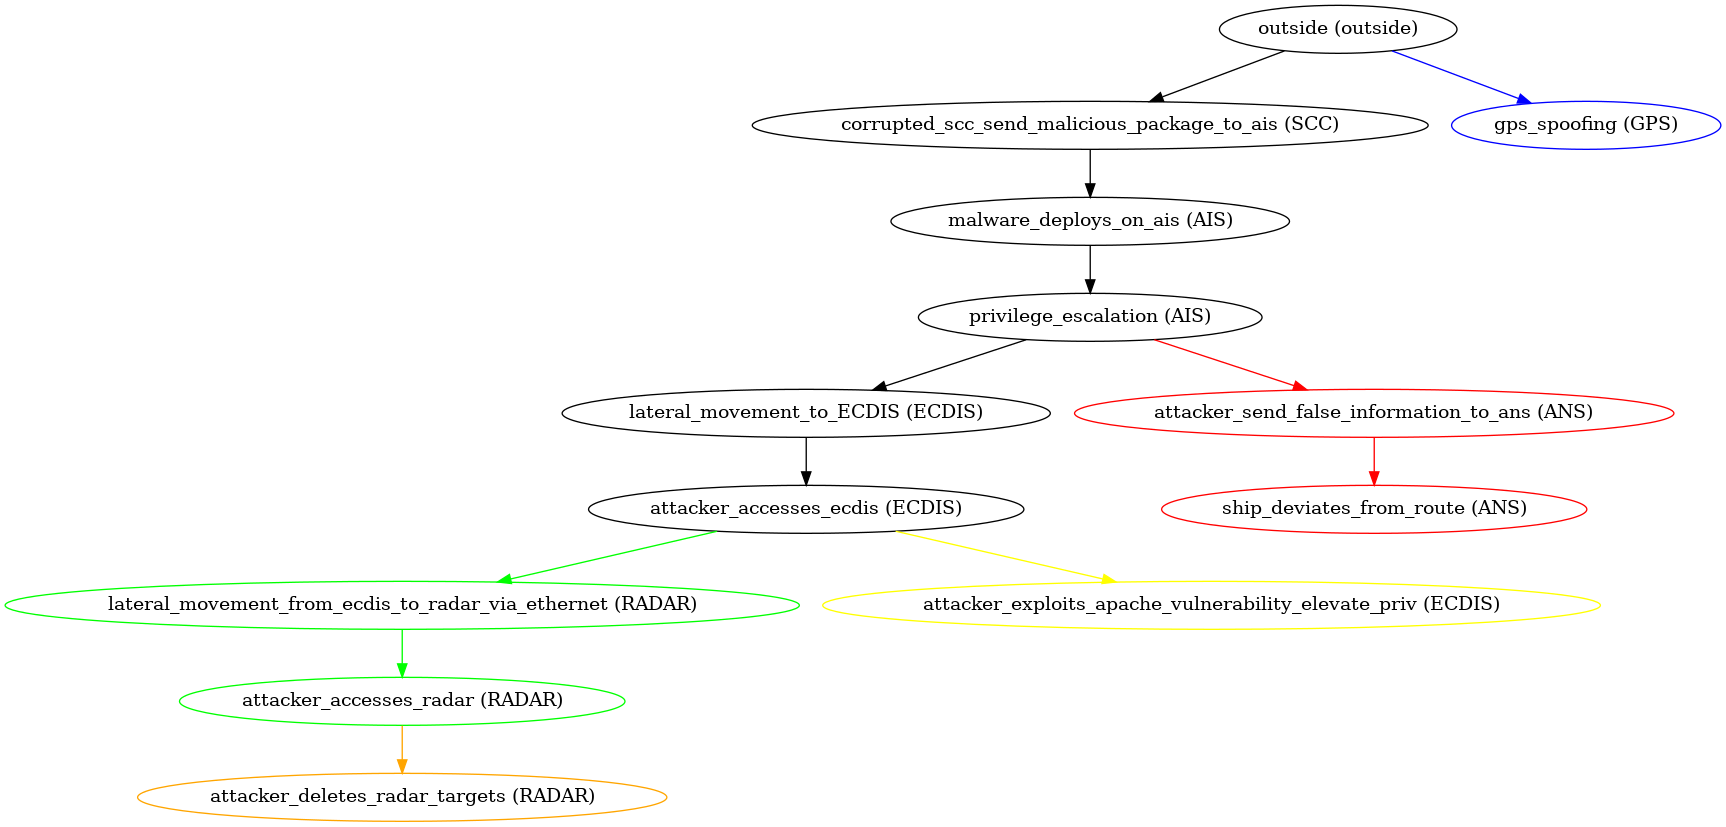 outside (outside)
corrupted_scc_send_malicious_package_to_ais (SCC)
gps_spoofing (GPS)
malware_deploys_on_ais (AIS)
privilege_escalation (AIS)
lateral_movement_to_ECDIS (ECDIS)
attacker_send_false_information_to_ans (ANS)
attacker_accesses_ecdis (ECDIS)
ship_deviates_from_route (ANS)
lateral_movement_from_ecdis_to_radar_via_ethernet (RADAR)
attacker_exploits_apache_vulnerability_elevate_priv (ECDIS)
attacker_accesses_radar (RADAR)
attacker_deletes_radar_targets (RADAR)